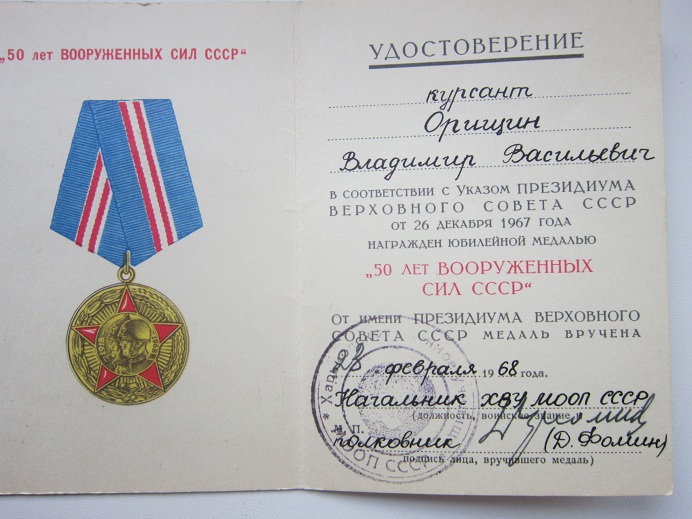 „50 лет ВООРУЖЕННЫХ СИЛ СССР“
УДОСТОВЕРЕНИЕ
курсант
Орищин
Владимир Васильевич
В СООТВЕТСТВИИ С УКАЗОМ ПРЕЗИДИУМА
ВЕРХОВНОГО СОВЕТА СССР
ОТ 26 ДЕКАБРЯ 1967 ГОДА
НАГРАЖДЕН ЮБИЛЕЙНОЙ МЕДАЛЬЮ
„50 ЛЕТ ВООРУЖЕННЫХ
СИЛ СССР“
ОТ ИМЕНИ ПРЕЗИДИУМА ВЕРХОВНОГО
СОВЕТА СССР МЕДАЛЬ ВРУЧЕНА
23 февраля 1968 года.
Начальник ХВУ МООП СССР
(должность, воинское звание
М. П.
полковник (Д. Фомин)
подпись лица, вручившего медаль)
МООП СССР